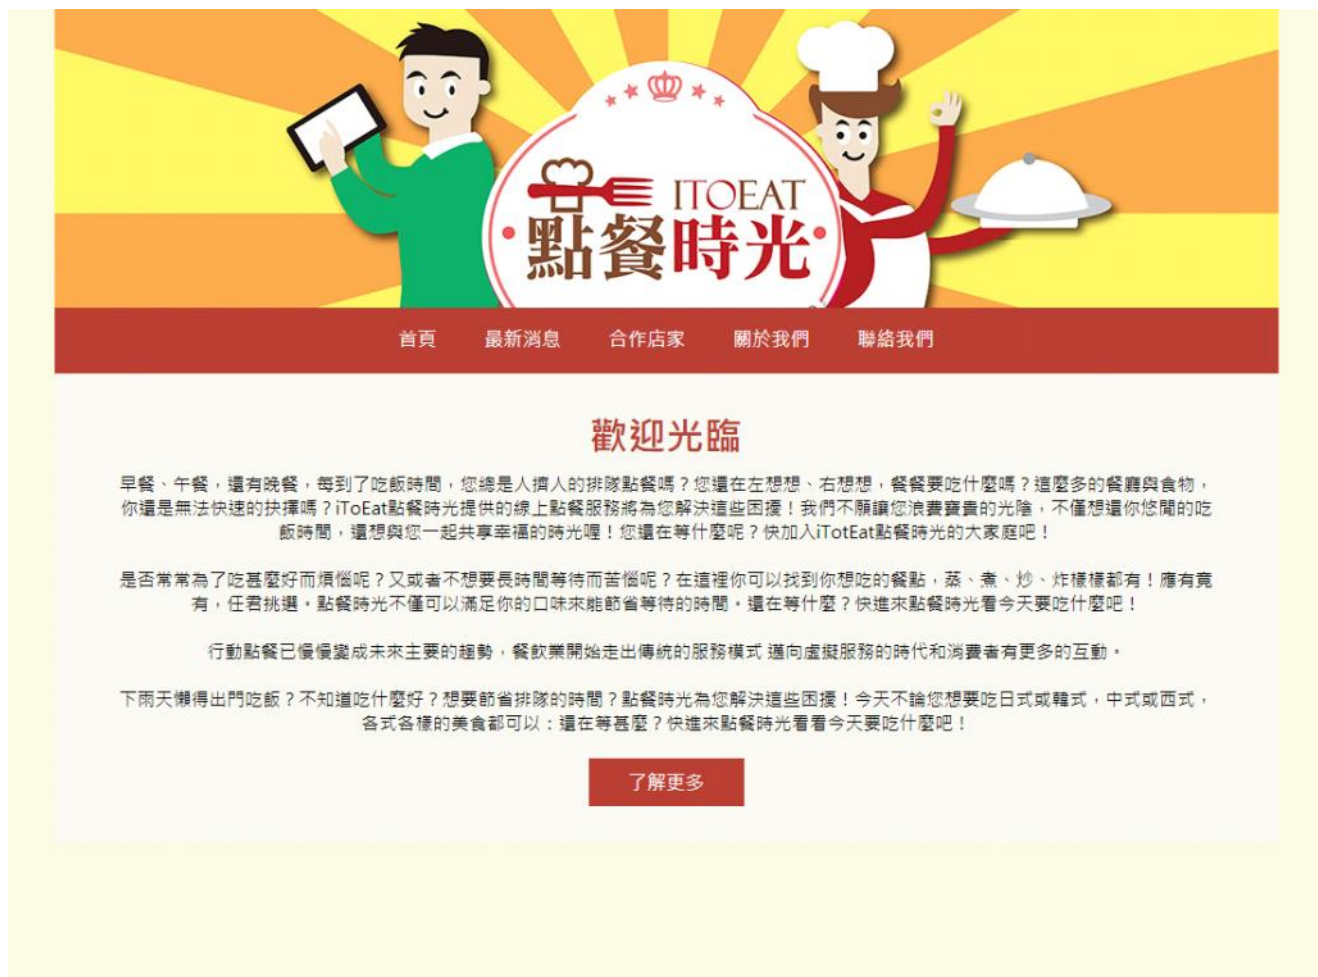 ITOEAT
點餐時光
首頁 最新消息 合作店家 關於我們 聯絡我們
歡迎光臨
早餐、午餐，還有晚餐，每到了吃飯時間，您總是人擠人的排隊點餐嗎？您還在左想想、右想想，餐餐要吃什麼嗎？這麼多的餐廳與食物，
你還是無法快速的抉擇嗎？iToEat點餐時光提供的線上點餐服務將為您解決這些困擾！我們不願讓您浪費寶貴的光陰，不僅想還你悠閒的吃
飯時間，還想與您一起共享幸福的時光喔！您還在等什麼呢？快加入iTotEat點餐時光的大家庭吧！
是否常常為了吃甚麼好而煩惱呢？又或者不想要長時間等待而苦惱呢？在這裡你可以找到你想吃的餐點，蒸、煮、炒、炸樣樣都有！應有竟
有，任君挑選。點餐時光不僅可以滿足你的口味來能節省等待的時間。還在等什麼？快進來點餐時光看今天要吃什麼吧！
行動點餐已慢慢變成未來主要的趨勢，餐飲業開始走出傳統的服務模式 邁向虛擬服務的時代和消費者有更多的互動。
下雨天懶得出門吃飯？不知道吃什麼好？想要節省排隊的時間？點餐時光為您解決這些困擾！今天不論您想要吃日式或韓式，中式或西式，
各式各樣的美食都可以：還在等甚麼？快進來點餐時光看看今天要吃什麼吧！
了解更多